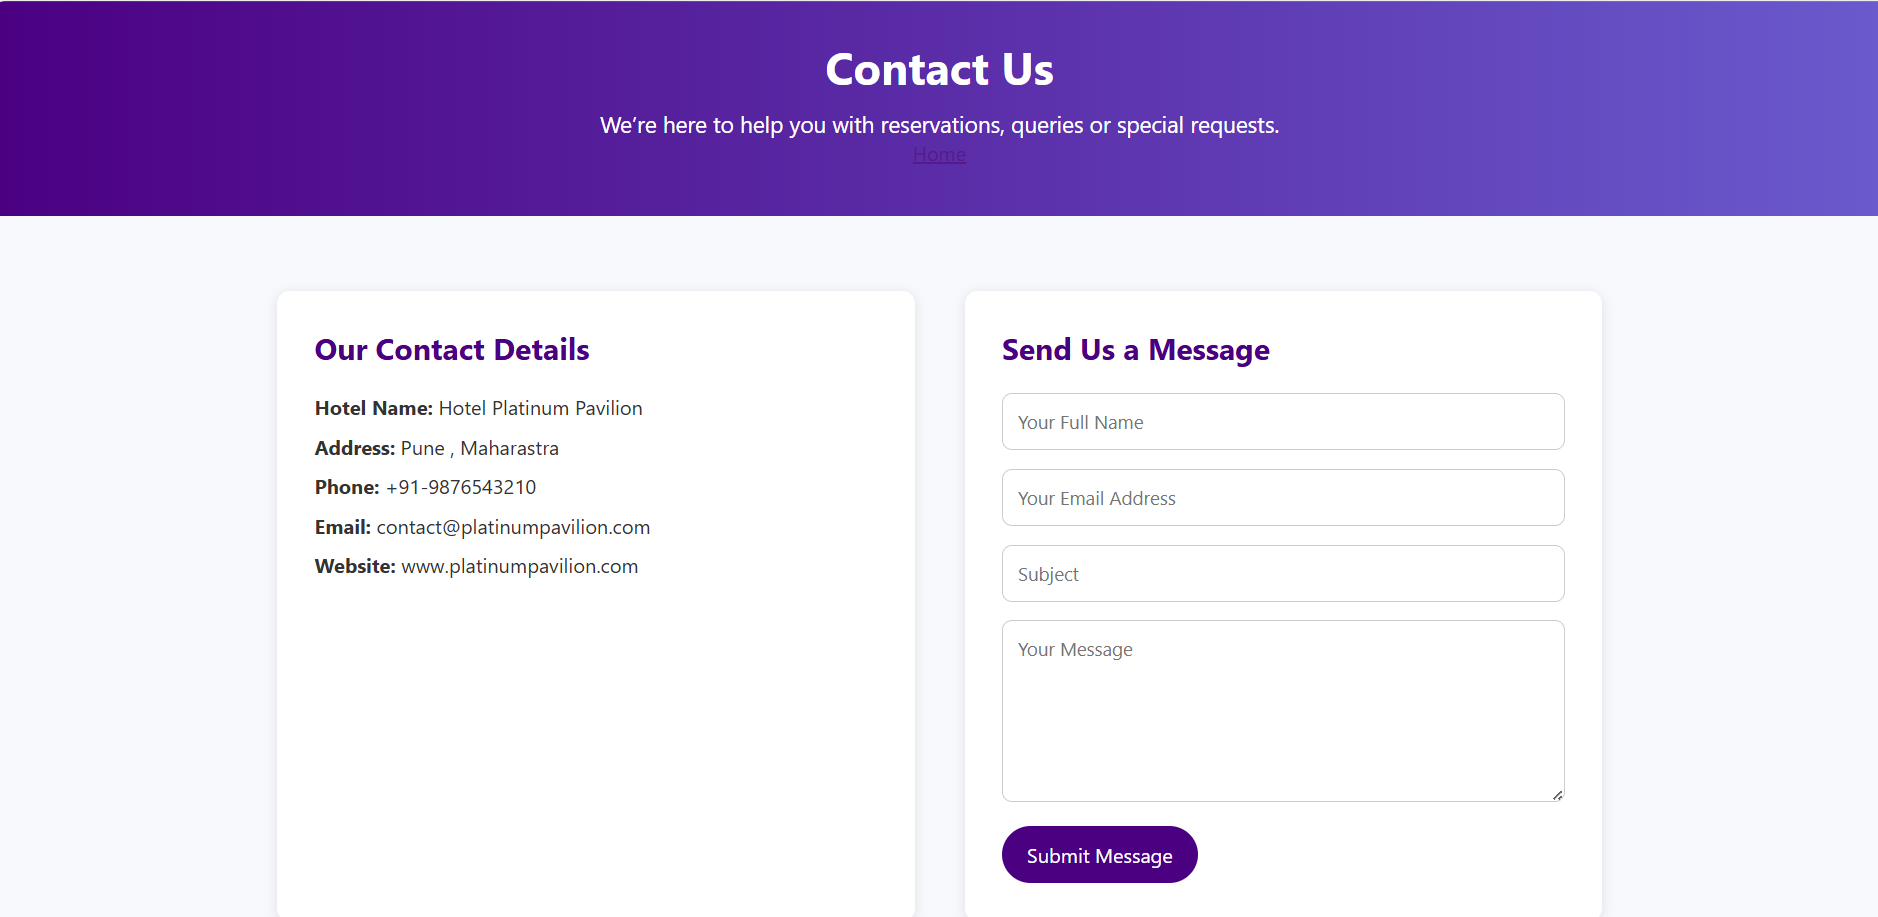 Contact Us
We’re here to help you with reservations, queries or special requests.
Home
Our Contact Details
Hotel Name: Hotel Platinum Pavilion
Address: Pune , Maharastra
Phone: +91-9876543210
Email: contact@platinumpavilion.com
Website: www.platinumpavilion.com
Send Us a Message
Your Full Name
Your Email Address
Subject
Your Message
Submit Message